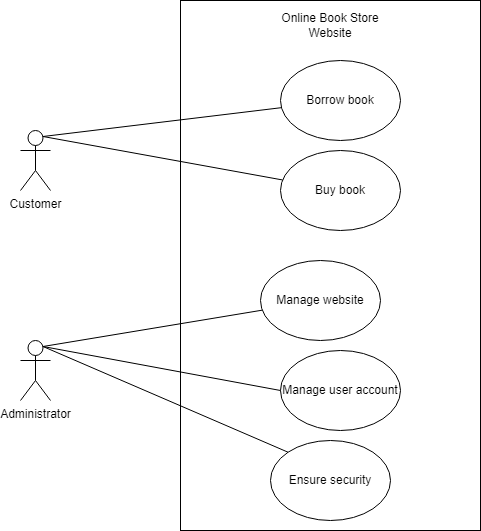 Online Book Store
Website
Borrow book
Buy book
Customer
Manage website
Manage user account
Administrator
Ensure security